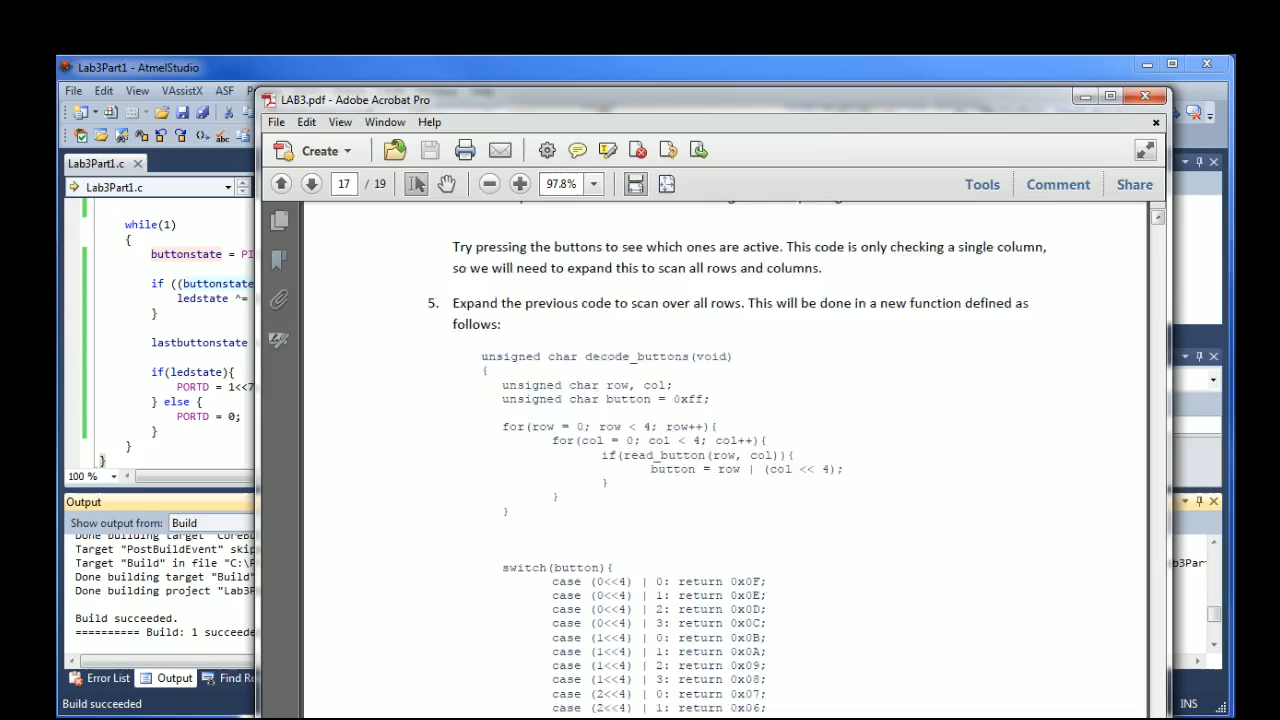 Lab3Part1 - AtmelStudio
File Edit View VAssistX ASF
LAB3.pdf - Adobe Acrobat Pro
File Edit View Window Help
Create
17 / 19
97.8%
Tools Comment Share
Lab3Part1.c
Lab3Part1.c
while(1)
{
buttonstate = PI
if ((buttonstate
ledstate ^=
}
lastbuttonstate
if(ledstate){
PORTD = 1<<7
} else {
PORTD = 0;
}
}
}
100 %
Output
Show output from: Build
Done building target "CoreBu
Target "PostBuildEvent" skip
Target "Build" in file "C:\P
Done building target "Build"
Done building project "Lab3P
Build succeeded.
========== Build: 1 succeede
Error List Output Find Re
Build succeeded
Try pressing the buttons to see which ones are active. This code is only checking a single column,
so we will need to expand this to scan all rows and columns.
5. Expand the previous code to scan over all rows. This will be done in a new function defined as
follows:
unsigned char decode_buttons(void)
{
unsigned char row, col;
unsigned char button = 0xff;
for(row = 0; row < 4; row++){
for(col = 0; col < 4; col++){
if(read_button(row, col)){
button = row | (col << 4);
}
}
}
switch(button){
case (0<<4) | 0: return 0x0F;
case (0<<4) | 1: return 0x0E;
case (0<<4) | 2: return 0x0D;
case (0<<4) | 3: return 0x0C;
case (1<<4) | 0: return 0x0B;
case (1<<4) | 1: return 0x0A;
case (1<<4) | 2: return 0x09;
case (1<<4) | 3: return 0x08;
case (2<<4) | 0: return 0x07;
case (2<<4) | 1: return 0x06;
b3Par
INS